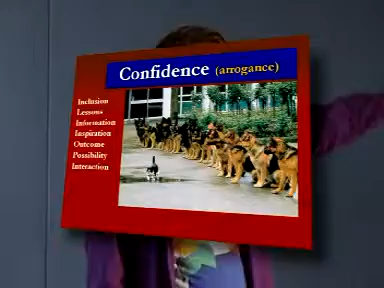 Confidence (arrogance)
Inclusion
Lessons
Information
Inspiration
Outcome
Possibility
Interaction